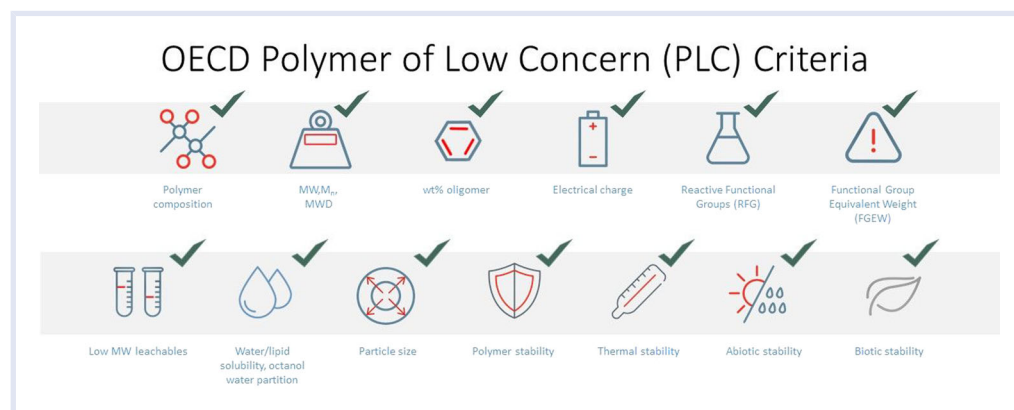 OECD Polymer of Low Concern (PLC) Criteria
Polymer
composition
MW,Mn,
MWD
wt% oligomer
Electrical charge
Reactive Functional
Groups (RFG)
Functional Group
Equivalent Weight
(FGEW)
Low MW leachables
Water/lipid
solubility, octanol
water partition
Particle size
Polymer stability
Thermal stability
Abiotic stability
Biotic stability